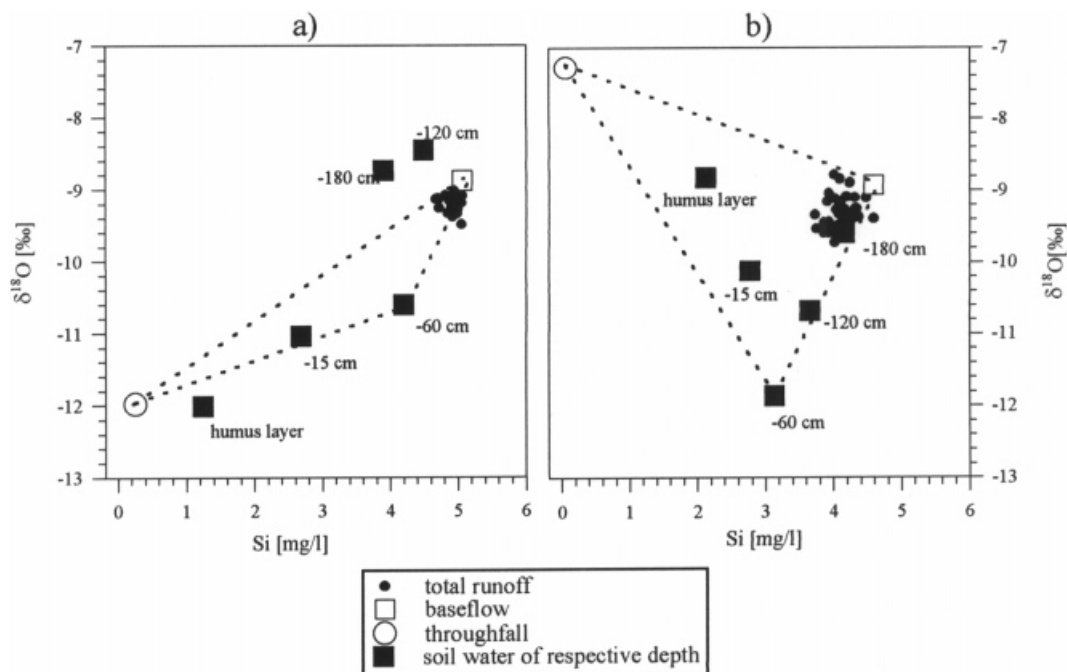 a)
b)
-7
-8
-9
-10
-11
-12
-13
δ18O [‰]
-120 cm
-180 cm
-60 cm
-15 cm
humus layer
0 1 2 3 4 5 6
Si [mg/l]
humus layer
-180 cm
-15 cm
-120 cm
-60 cm
0 1 2 3 4 5 6
Si [mg/l]
-7
-8
-9
-10
-11
-12
-13
δ18O[‰]
total runoff
baseflow
throughfall
soil water of respective depth